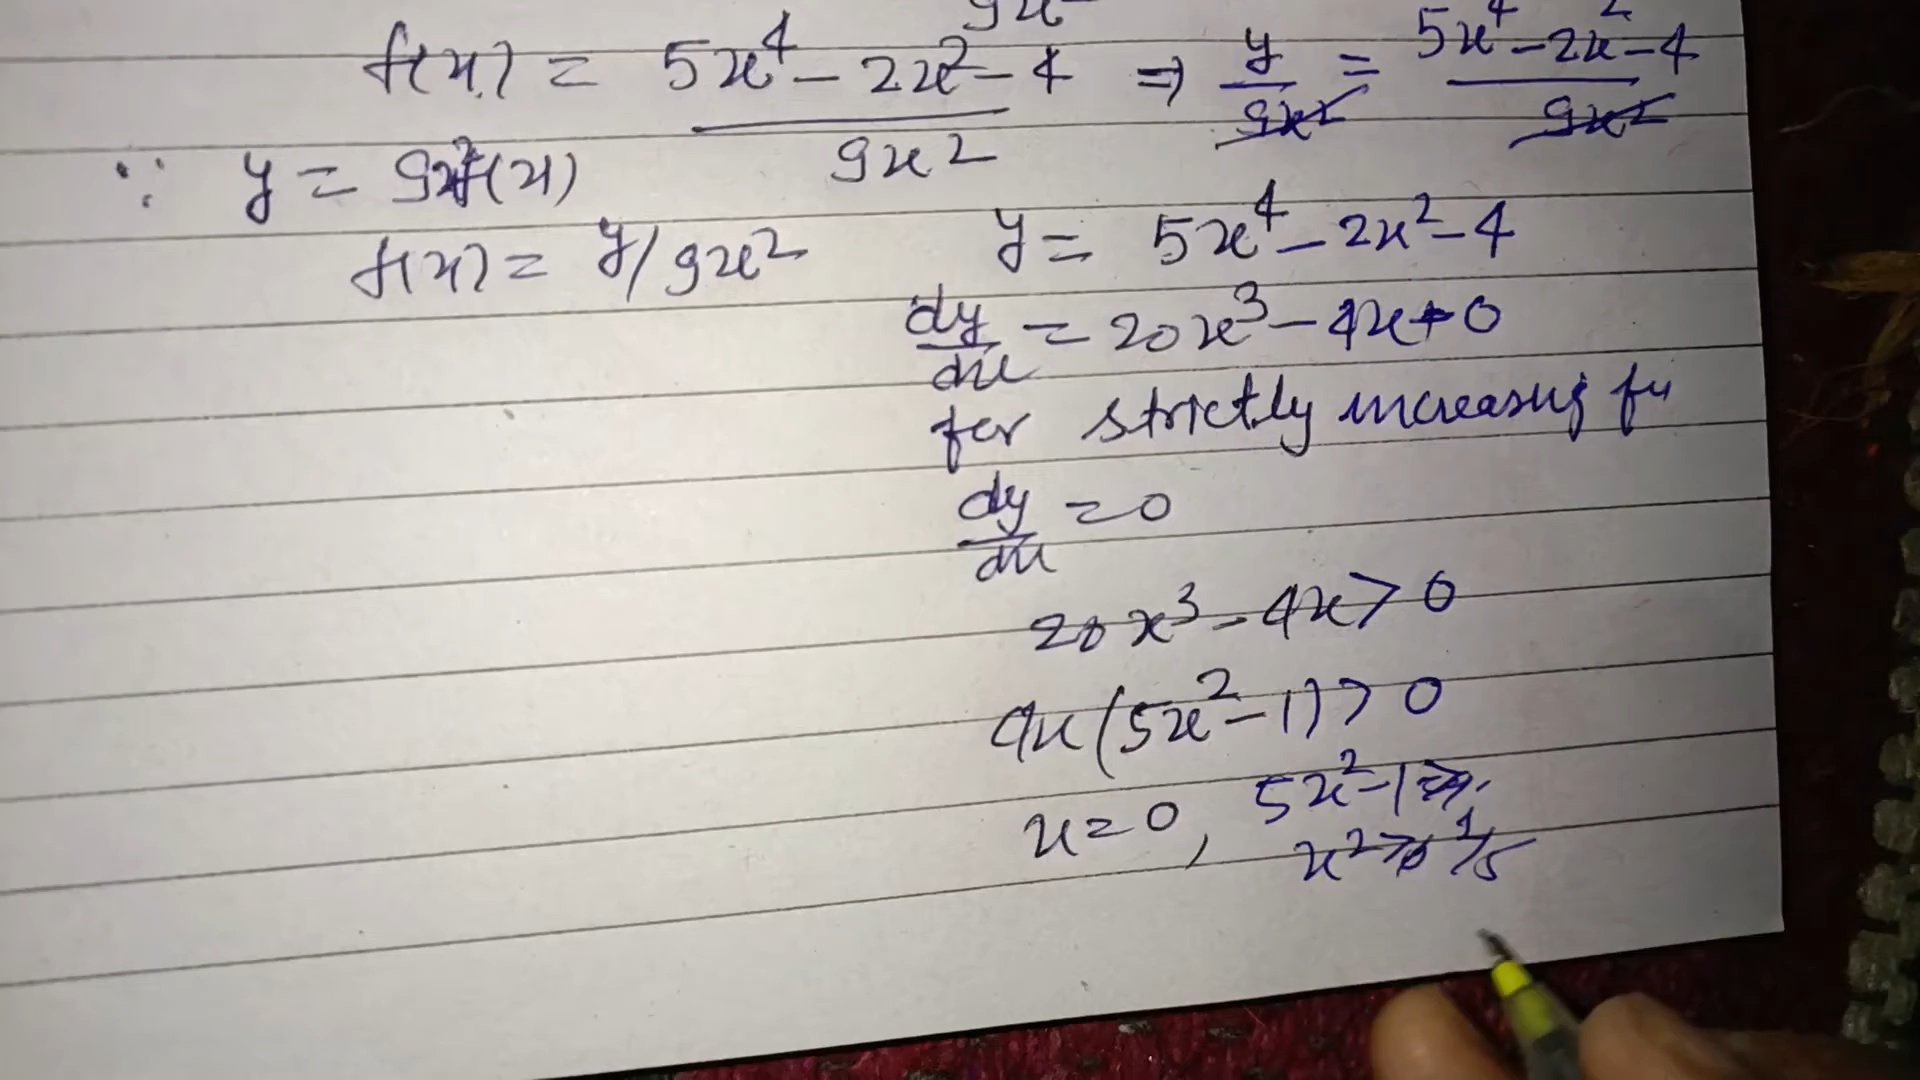 9x²
f(x) = 5x⁴ - 2x² - 4 / 9x² ⇒ y / 9x² = 5x⁴ - 2x² - 4 / 9x²
∵ y = 9x²f(x)
f(x) = y/9x²
y = 5x⁴ - 2x² - 4
dy/dx = 20x³ - 4x + 0
for strictly increasing fu
dy/dx = 0
20x³ - 4x > 0
4x(5x² - 1) > 0
x = 0, 5x² - 1
x² > 1/5